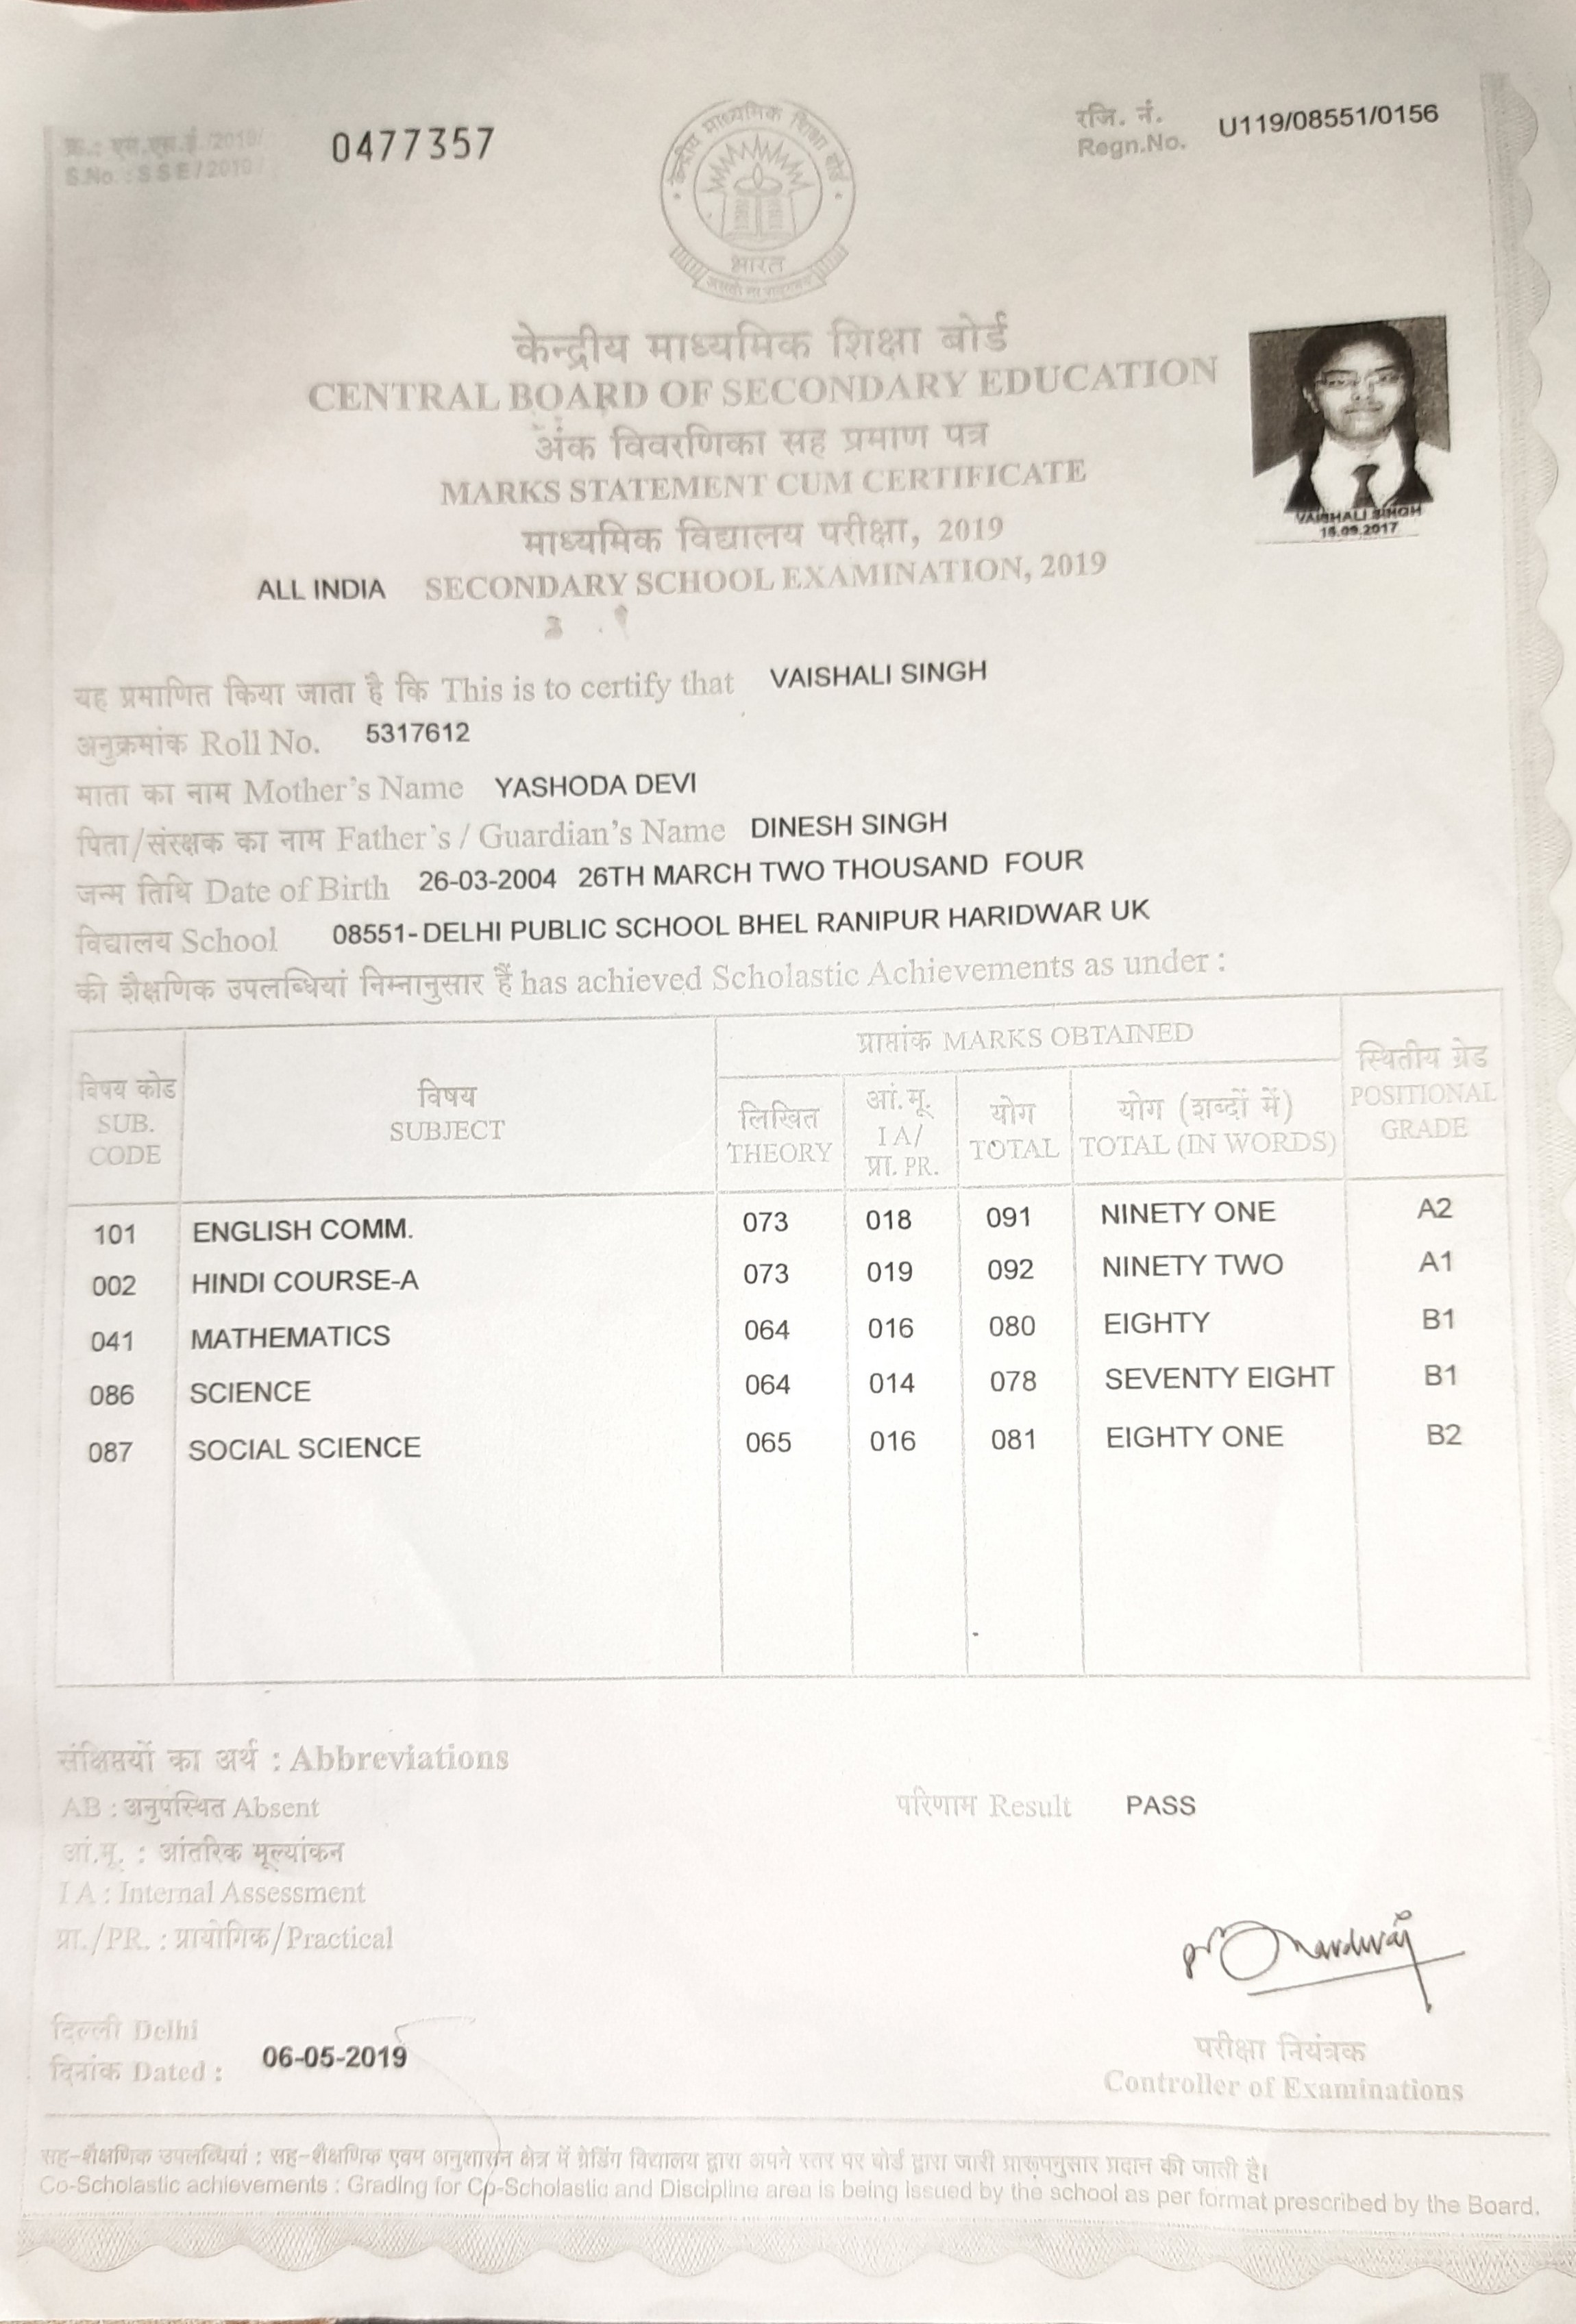 क्र.: एस.एस.ई./2019/
S.No.: SSE/2019/
0477357
रजि. नं.
Regn.No.
U119/08551/0156
केन्द्रीय माध्यमिक शिक्षा बोर्ड
भारत
केन्द्रीय माध्यमिक शिक्षा बोर्ड
CENTRAL BOARD OF SECONDARY EDUCATION
अंक विवरणिका सह प्रमाण पत्र
MARKS STATEMENT CUM CERTIFICATE
माध्यमिक विद्यालय परीक्षा, 2019
ALL INDIA SECONDARY SCHOOL EXAMINATION, 2019
VAISHALI SINGH
15.09.2017
यह प्रमाणित किया जाता है कि This is to certify that VAISHALI SINGH
अनुक्रमांक Roll No. 5317612
माता का नाम Mother's Name YASHODA DEVI
पिता/संरक्षक का नाम Father's / Guardian's Name DINESH SINGH
जन्म तिथि Date of Birth 26-03-2004 26TH MARCH TWO THOUSAND FOUR
विद्यालय School 08551-DELHI PUBLIC SCHOOL BHEL RANIPUR HARIDWAR UK
की शैक्षणिक उपलब्धियां निम्नानुसार हैं has achieved Scholastic Achievements as under :
विषय कोड
SUB.
CODE
विषय
SUBJECT
प्राप्तांक MARKS OBTAINED
लिखित
THEORY
आं.मू.
I A/
प्रा. PR.
योग
TOTAL
योग (शब्दों में)
TOTAL (IN WORDS)
स्थितीय ग्रेड
POSITIONAL
GRADE
101 ENGLISH COMM. 073 018 091 NINETY ONE A2
002 HINDI COURSE-A 073 019 092 NINETY TWO A1
041 MATHEMATICS 064 016 080 EIGHTY B1
086 SCIENCE 064 014 078 SEVENTY EIGHT B1
087 SOCIAL SCIENCE 065 016 081 EIGHTY ONE B2
संक्षिप्तयों का अर्थ : Abbreviations
AB : अनुपस्थित Absent
आं.मू. : आंतरिक मूल्यांकन
I A : Internal Assessment
प्रा./PR. : प्रायोगिक/Practical
परिणाम Result PASS
दिल्ली Delhi
दिनांक Dated : 06-05-2019
परीक्षा नियंत्रक
Controller of Examinations
सह-शैक्षणिक उपलब्धियां : सह-शैक्षणिक एवम अनुशासन क्षेत्र में ग्रेडिंग विद्यालय द्वारा अपने स्तर पर बोर्ड द्वारा जारी प्रारूपनुसार प्रदान की जाती है।
Co-Scholastic achievements : Grading for Co-Scholastic and Discipline area is being issued by the school as per format prescribed by the Board.